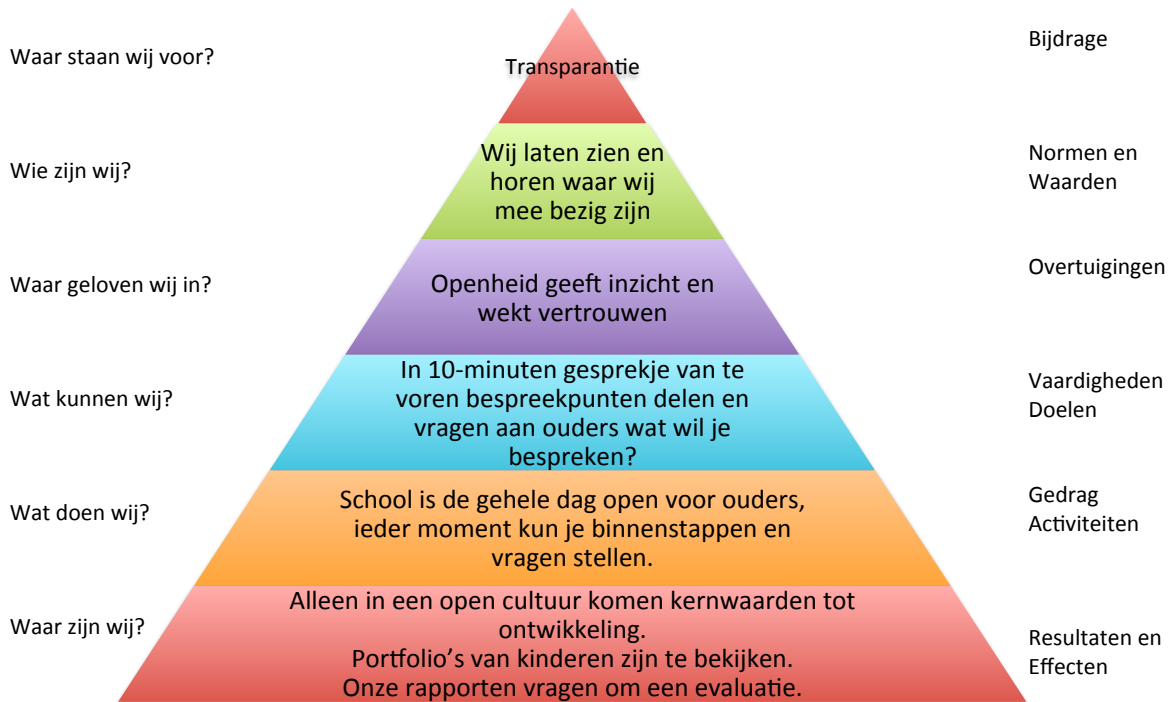 Waar staan wij voor?
Transparantie
Bijdrage
Wie zijn wij?
Wij laten zien en
horen waar wij
mee bezig zijn
Normen en
Waarden
Waar geloven wij in?
Openheid geeft inzicht en
wekt vertrouwen
Overtuigingen
Wat kunnen wij?
In 10-minuten gesprekje van te
voren bespreekpunten delen en
vragen aan ouders wat wil je
bespreken?
Vaardigheden
Doelen
Wat doen wij?
School is de gehele dag open voor ouders,
ieder moment kun je binnenstappen en
vragen stellen.
Gedrag
Activiteiten
Waar zijn wij?
Alleen in een open cultuur komen kernwaarden tot
ontwikkeling.
Portfolio's van kinderen zijn te bekijken.
Onze rapporten vragen om een evaluatie.
Resultaten en
Effecten